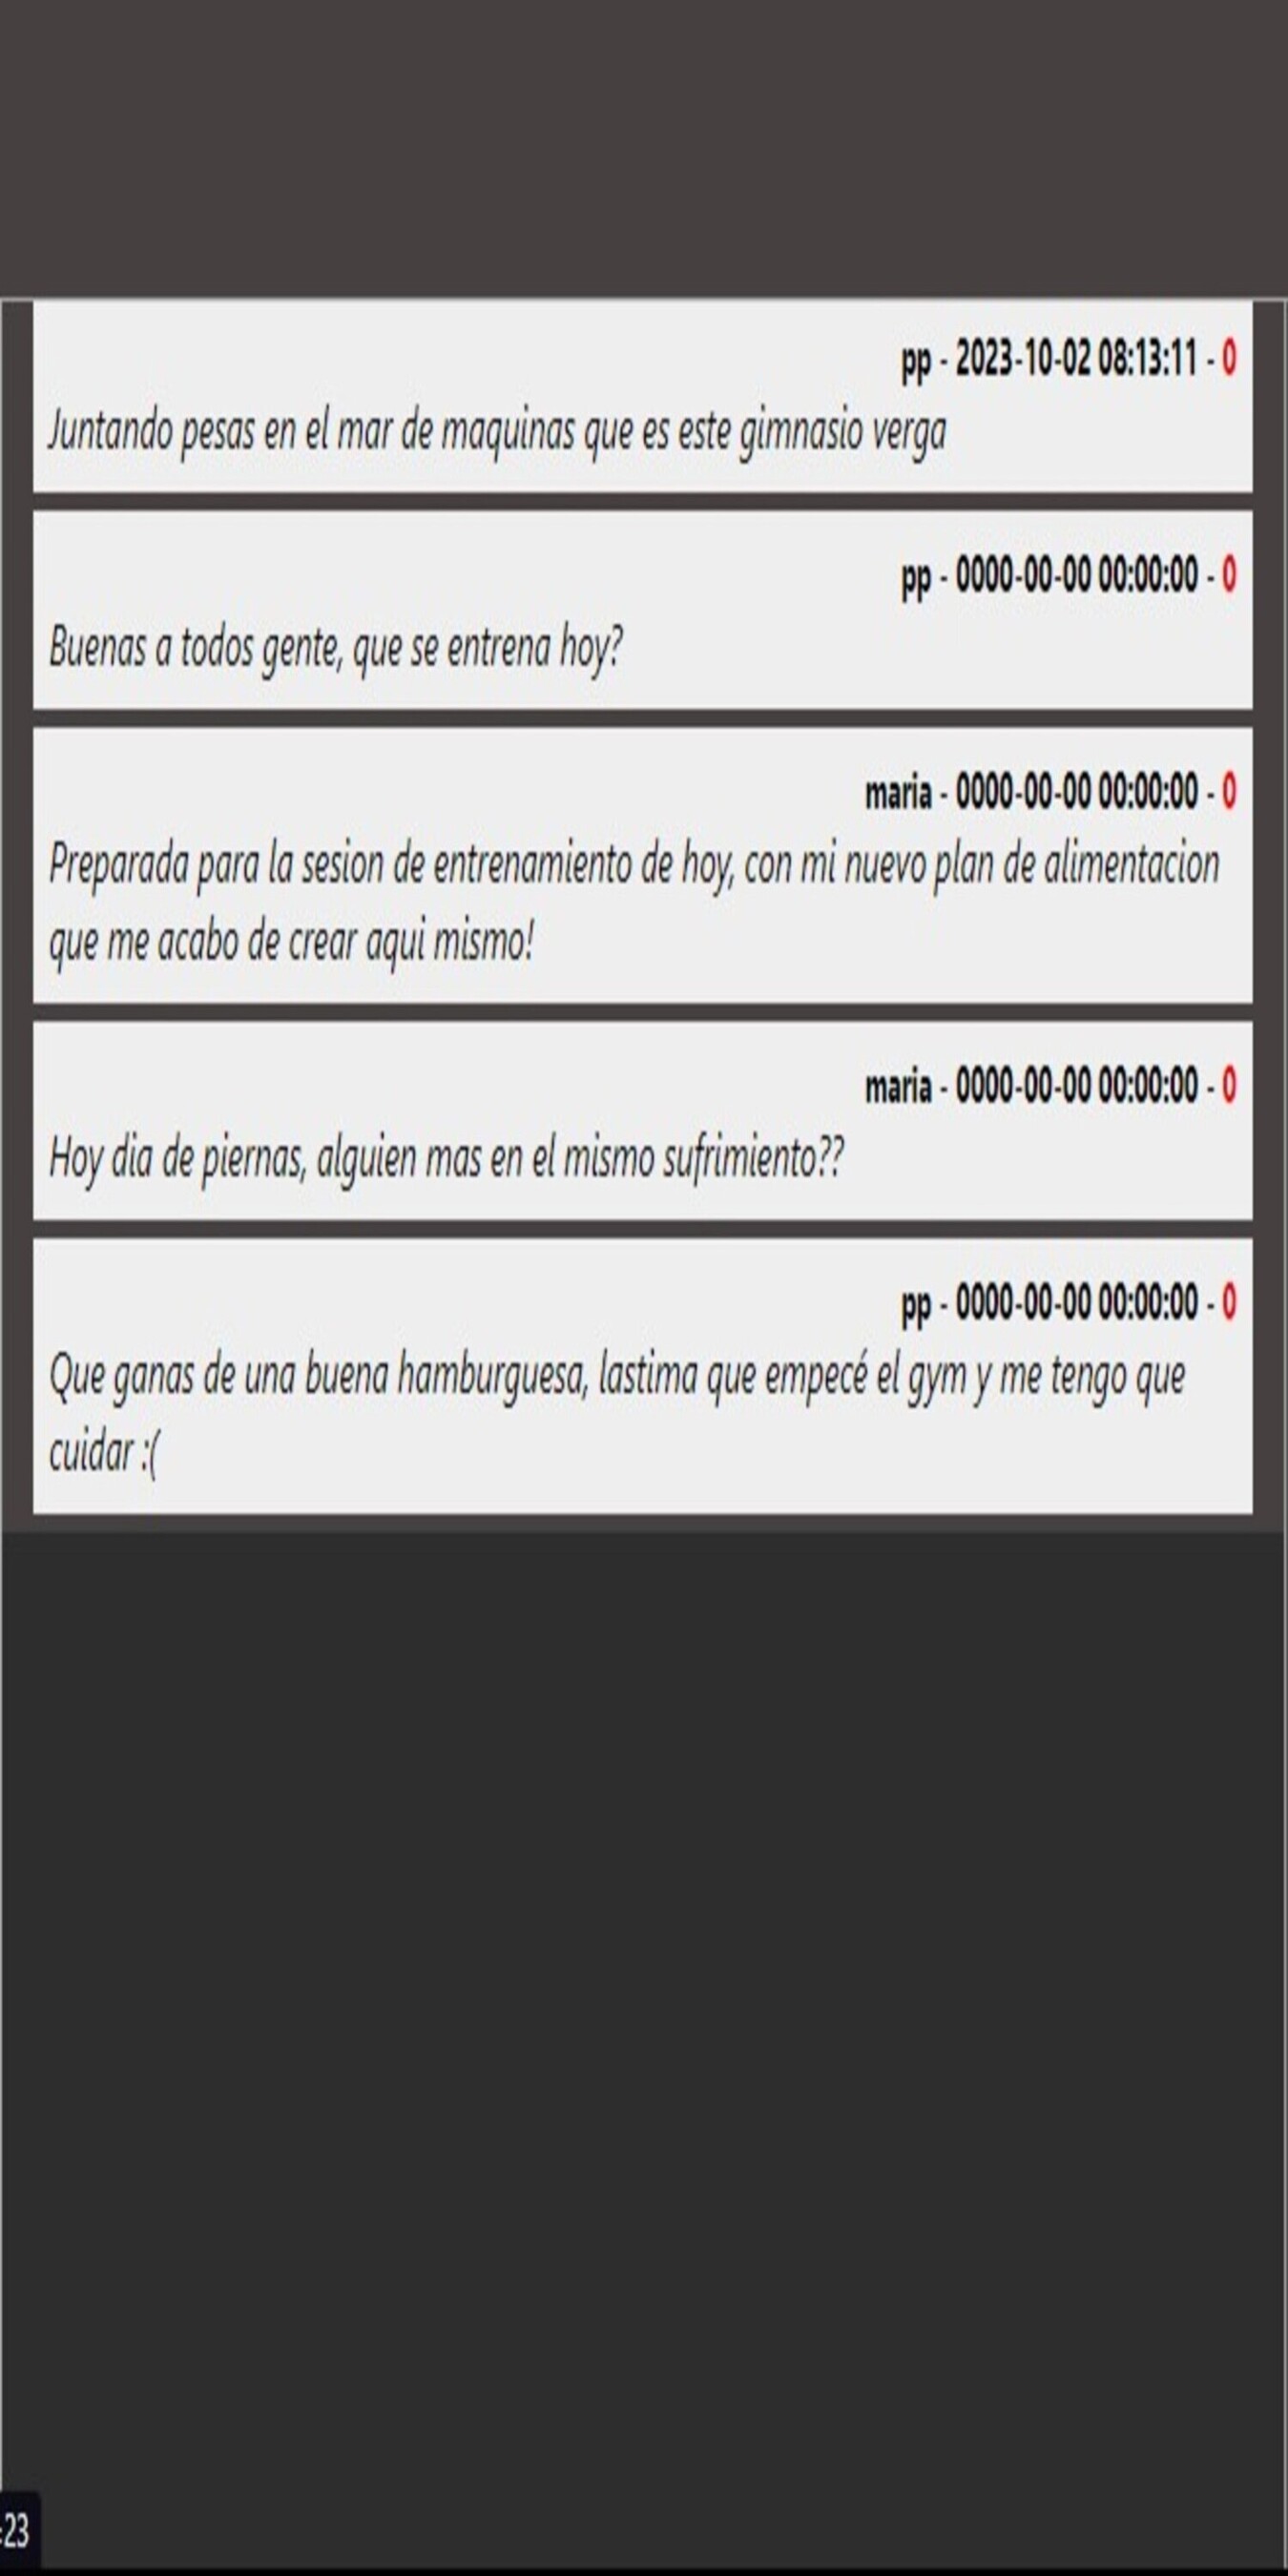 pp - 2023-10-02 08:13:11 - 0
Juntando pesas en el mar de maquinas que es este gimnasio verga
pp - 0000-00-00 00:00:00 - 0
Buenas a todos gente, que se entrena hoy?
maria - 0000-00-00 00:00:00 - 0
Preparada para la sesion de entrenamiento de hoy, con mi nuevo plan de alimentacion
que me acabo de crear aqui mismo!
maria - 0000-00-00 00:00:00 - 0
Hoy dia de piernas, alguien mas en el mismo sufrimiento??
pp - 0000-00-00 00:00:00 - 0
Que ganas de una buena hamburguesa, lastima que empecé el gym y me tengo que
cuidar :(
:23